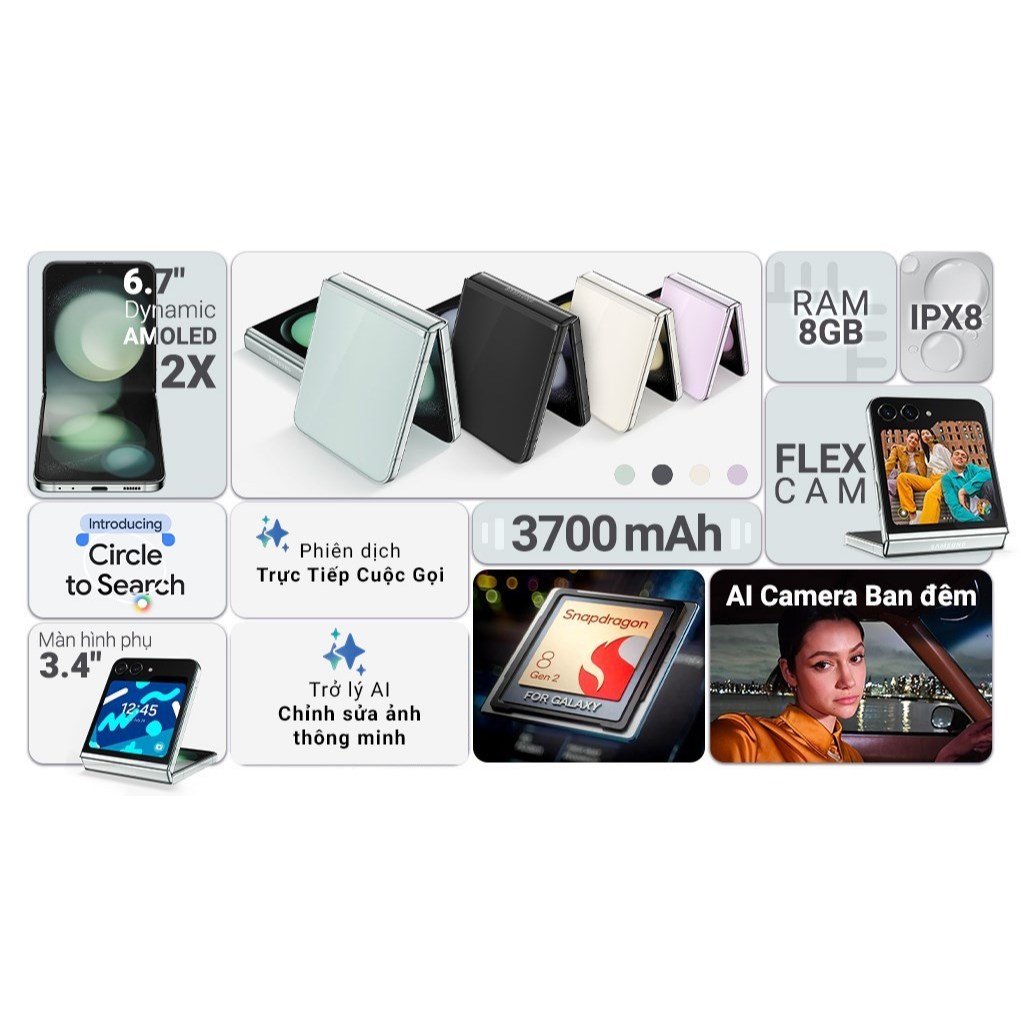 6.7"
Dynamic
AMOLED
2X
RAM
8GB
IPX8
FLEX
CAM
Introducing
Circle
to Search
Phiên dịch
Trực Tiếp Cuộc Gọi
3700 mAh
Màn hình phụ
3.4"
12:45
Trợ lý AI
Chỉnh sửa ảnh
thông minh
Snapdragon
8
Gen 2
FOR GALAXY
AI Camera Ban đêm